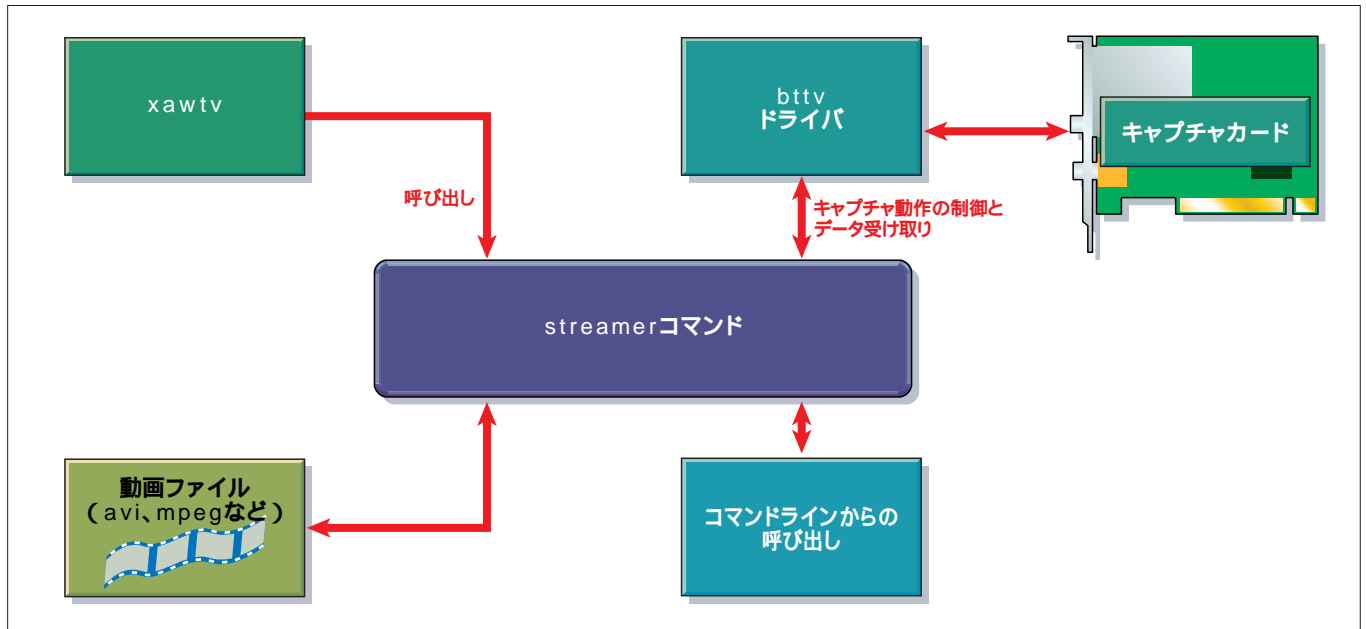 xawtv
bttv
ドライバ
キャプチャカード
呼び出し
キャプチャ動作の制御と
データ受け取り
streamerコマンド
動画ファイル
(avi、mpegなど)
コマンドラインからの
呼び出し